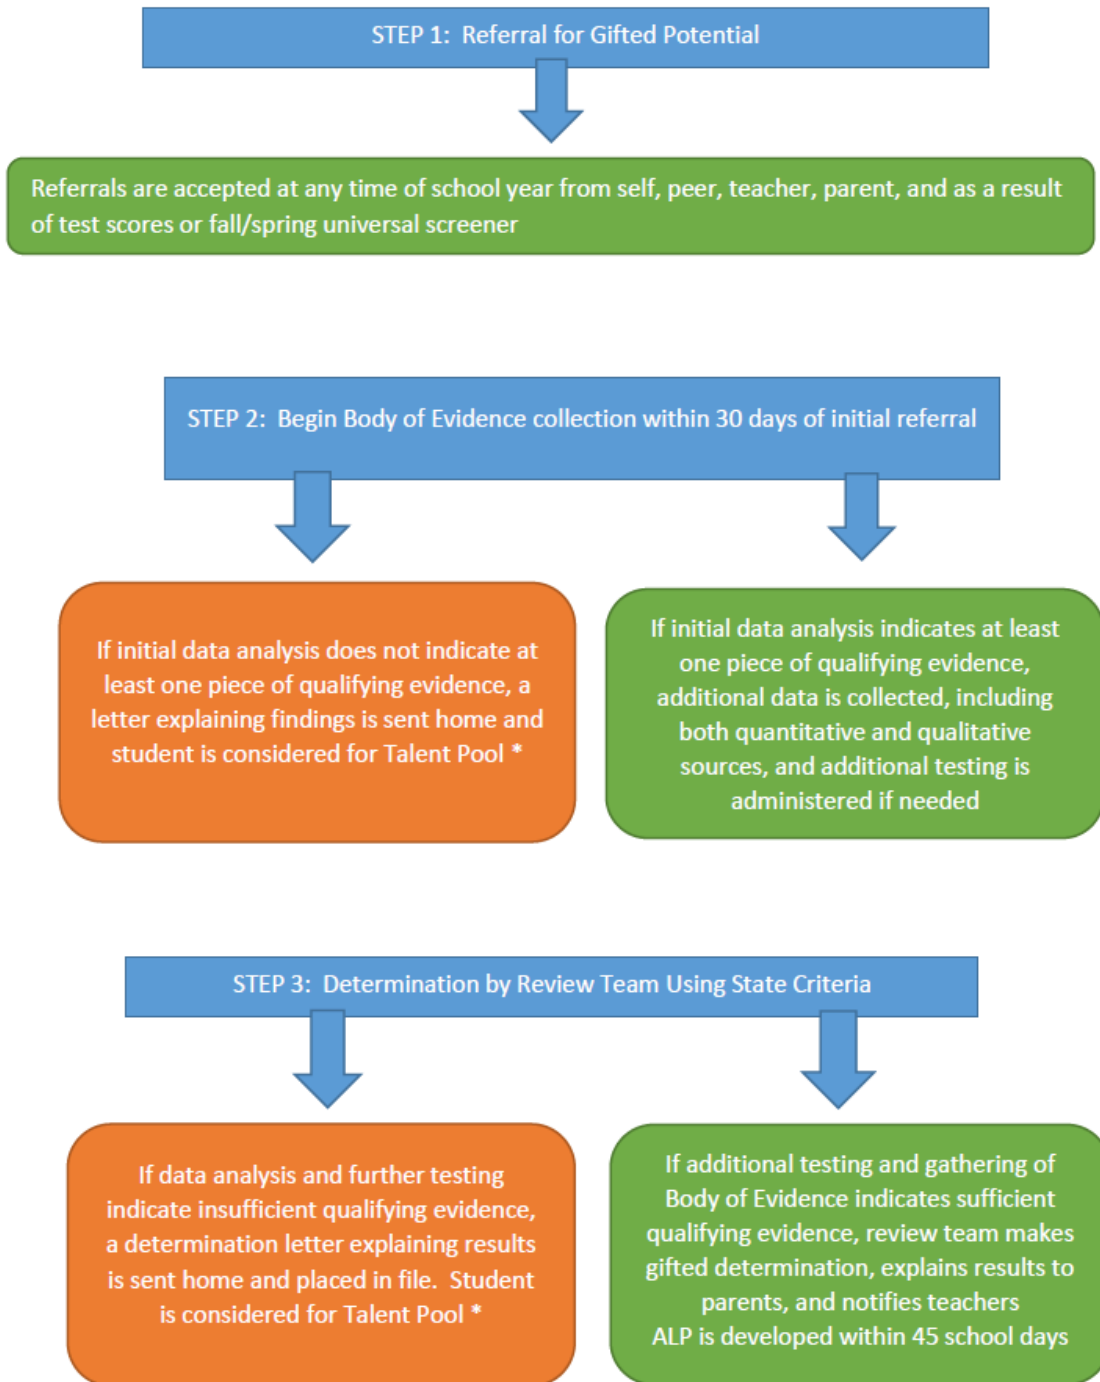 STEP 1:  Referral for Gifted Potential
Referrals are accepted at any time of school year from self, peer, teacher, parent, and as a result
of test scores or fall/spring universal screener
STEP 2:  Begin Body of Evidence collection within 30 days of initial referral
If initial data analysis does not indicate at
least one piece of qualifying evidence, a
letter explaining findings is sent home and
student is considered for Talent Pool *
If initial data analysis indicates at least
one piece of qualifying evidence,
additional data is collected, including
both quantitative and qualitative
sources, and additional testing is
administered if needed
STEP 3:  Determination by Review Team Using State Criteria
If data analysis and further testing
indicate insufficient qualifying evidence,
a determination letter explaining results
is sent home and placed in file.  Student
is considered for Talent Pool *
If additional testing and gathering of
Body of Evidence indicates sufficient
qualifying evidence, review team makes
gifted determination, explains results to
parents, and notifies teachers
ALP is developed within 45 school days